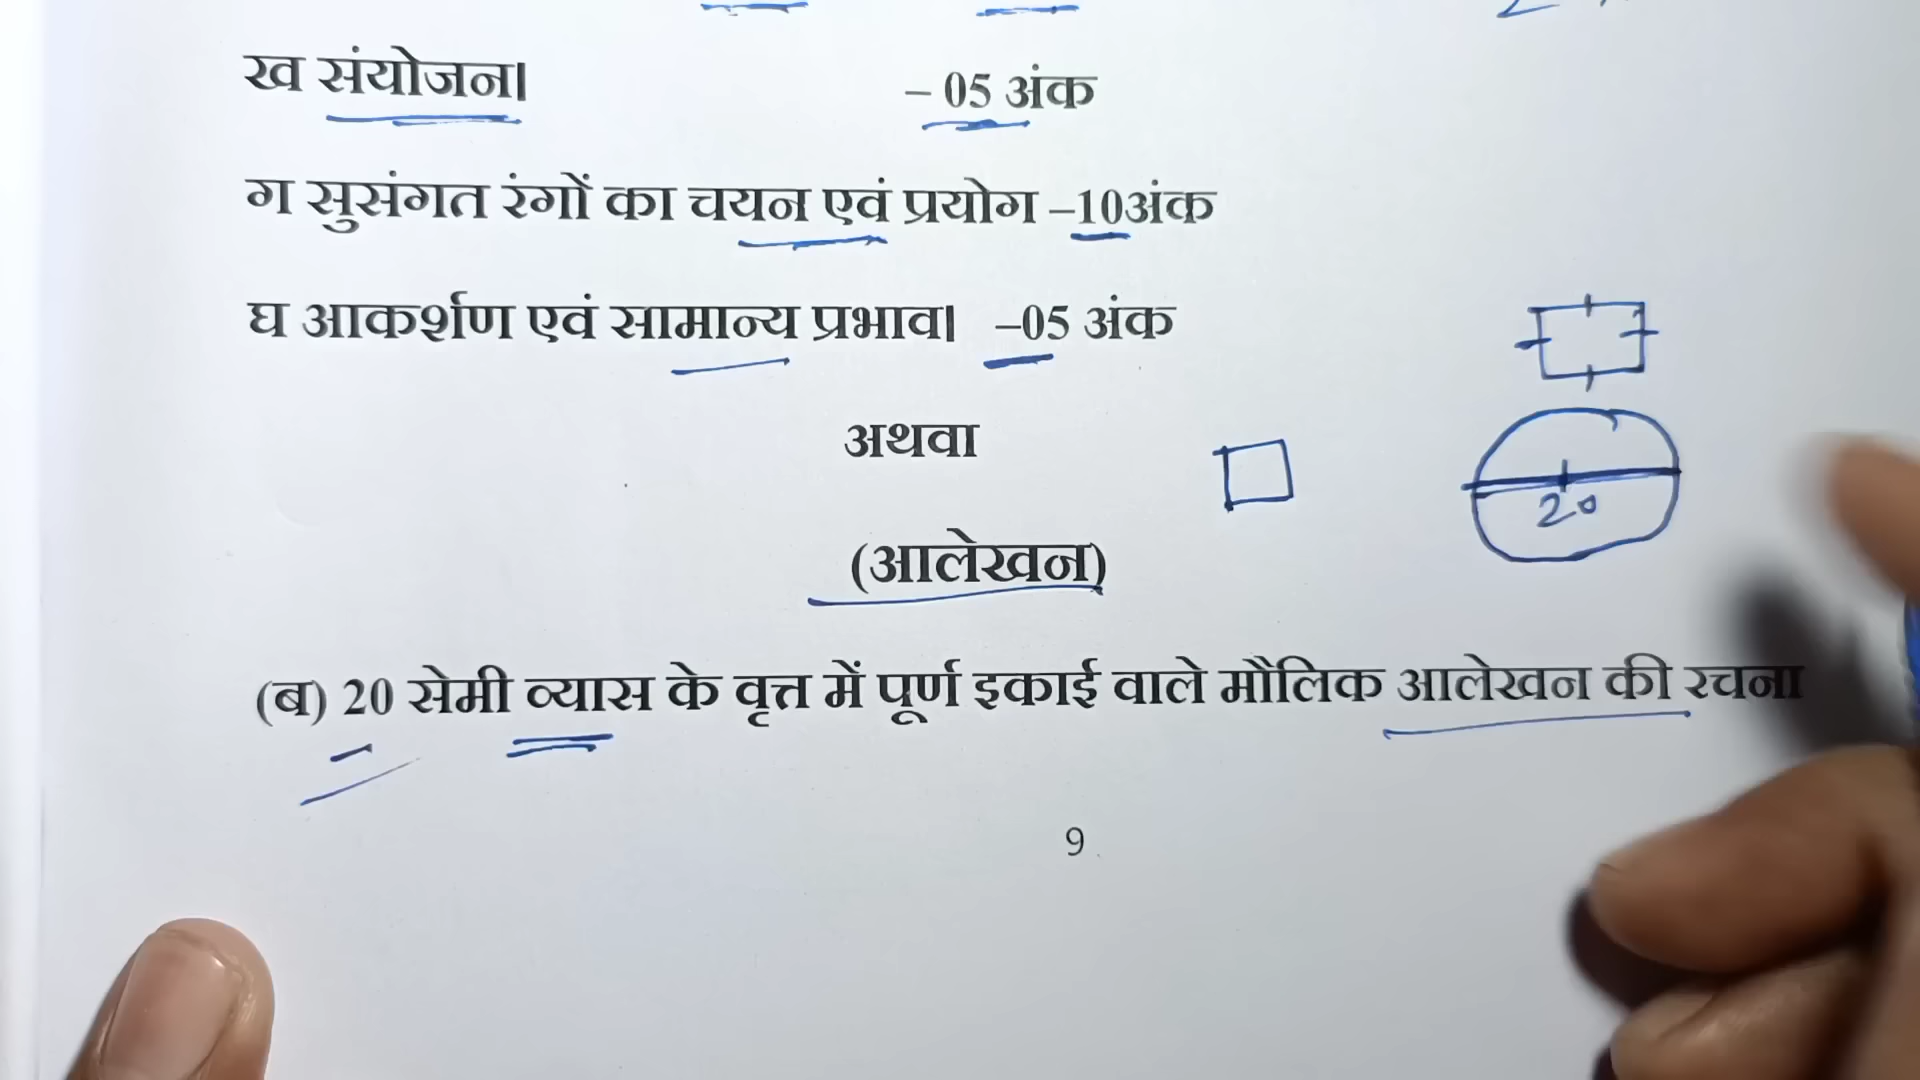 ख संयोजन। – 05 अंक
ग सुसंगत रंगों का चयन एवं प्रयोग –10अंक
घ आकर्शण एवं सामान्य प्रभाव। –05 अंक
अथवा
20
(आलेखन)
(ब) 20 सेमी व्यास के वृत्त में पूर्ण इकाई वाले मौलिक आलेखन की रचना
9